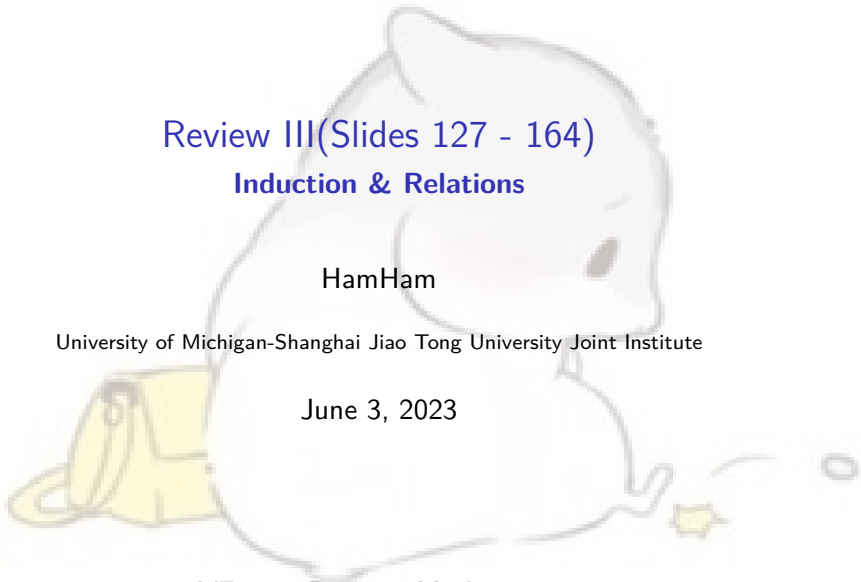 Review III(Slides 127 - 164)
Induction & Relations
HamHam
University of Michigan-Shanghai Jiao Tong University Joint Institute
June 3, 2023